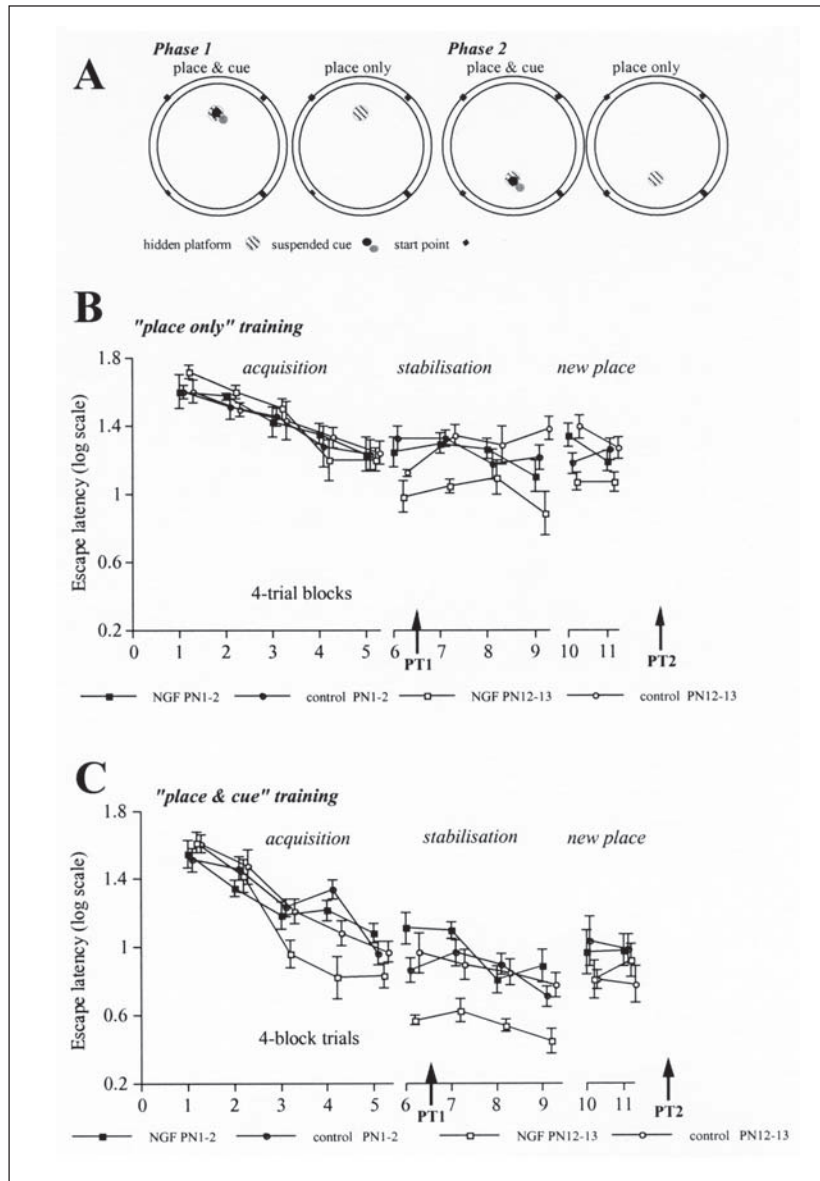 A
Phase 1 Phase 2
place & cue place only place & cue place only
hidden platform suspended cue start point
B
"place only" training
acquisition stabilisation new place
Escape latency (log scale)
1.8
1.4
1
0.6
0.2
4-trial blocks
0 1 2 3 4 5 6 7 8 9 10 11
PT1 PT2
NGF PN1-2 control PN1-2 NGF PN12-13 control PN12-13
C
"place & cue" training
acquisition stabilisation new place
Escape latency (log scale)
1.8
1.4
1
0.6
0.2
4-block trials
0 1 2 3 4 5 6 7 8 9 10 11
PT1 PT2
NGF PN1-2 control PN1-2 NGF PN12-13 control PN12-13